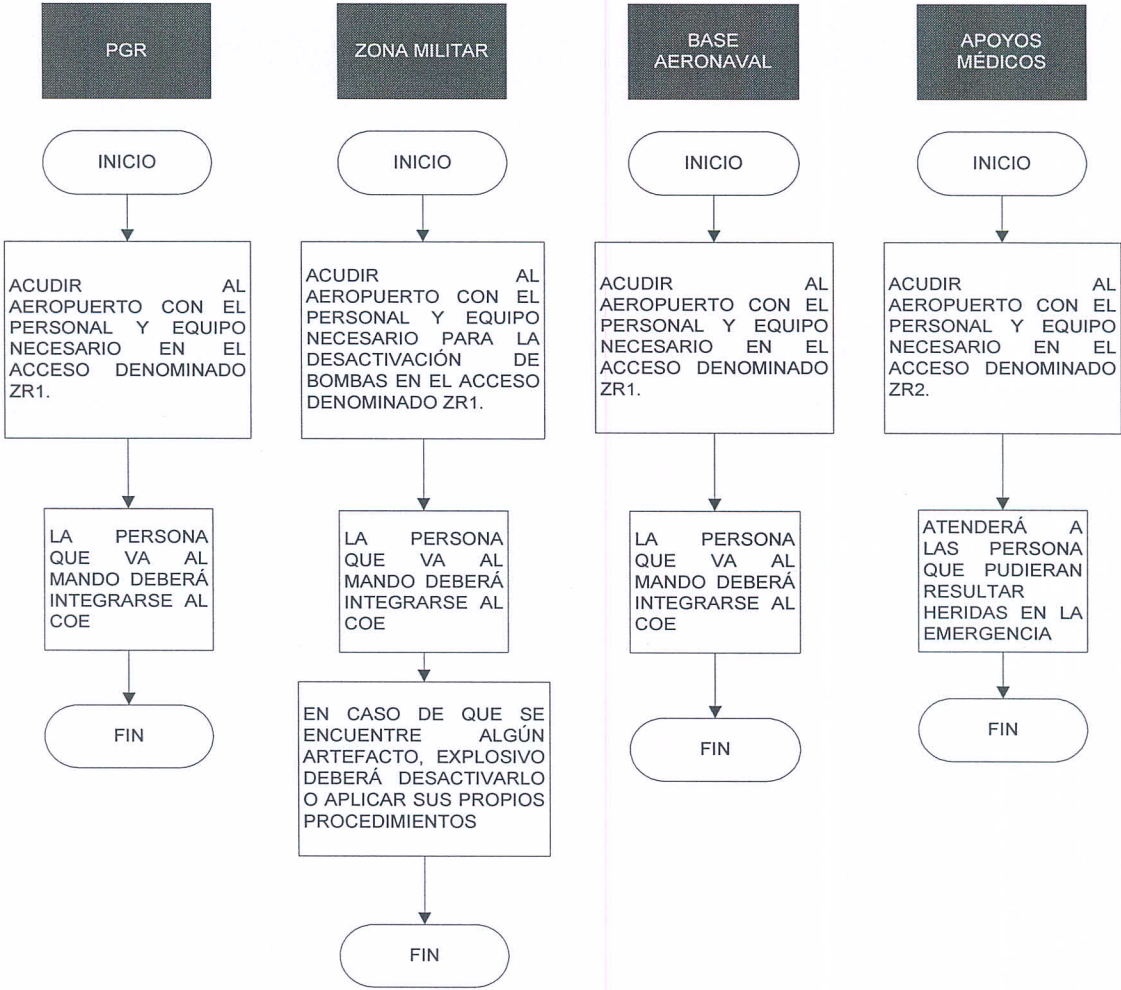 PGR
INICIO
ACUDIR AL
AEROPUERTO CON EL
PERSONAL Y EQUIPO
NECESARIO EN EL
ACCESO DENOMINADO
ZR1.
LA PERSONA
QUE VA AL
MANDO DEBERÁ
INTEGRARSE AL
COE
FIN
ZONA MILITAR
INICIO
ACUDIR AL
AEROPUERTO CON EL
PERSONAL Y EQUIPO
NECESARIO PARA LA
DESACTIVACIÓN DE
BOMBAS EN EL ACCESO
DENOMINADO ZR1.
LA PERSONA
QUE VA AL
MANDO DEBERÁ
INTEGRARSE AL
COE
EN CASO DE QUE SE
ENCUENTRE ALGÚN
ARTEFACTO, EXPLOSIVO
DEBERÁ DESACTIVARLO
O APLICAR SUS PROPIOS
PROCEDIMIENTOS
FIN
BASE
AERONAVAL
INICIO
ACUDIR AL
AEROPUERTO CON EL
PERSONAL Y EQUIPO
NECESARIO EN EL
ACCESO DENOMINADO
ZR1.
LA PERSONA
QUE VA AL
MANDO DEBERÁ
INTEGRARSE AL
COE
FIN
APOYOS
MÉDICOS
INICIO
ACUDIR AL
AEROPUERTO CON EL
PERSONAL Y EQUIPO
NECESARIO EN EL
ACCESO DENOMINADO
ZR2.
ATENDERÁ A
LAS PERSONA
QUE PUDIERAN
RESULTAR
HERIDAS EN LA
EMERGENCIA
FIN